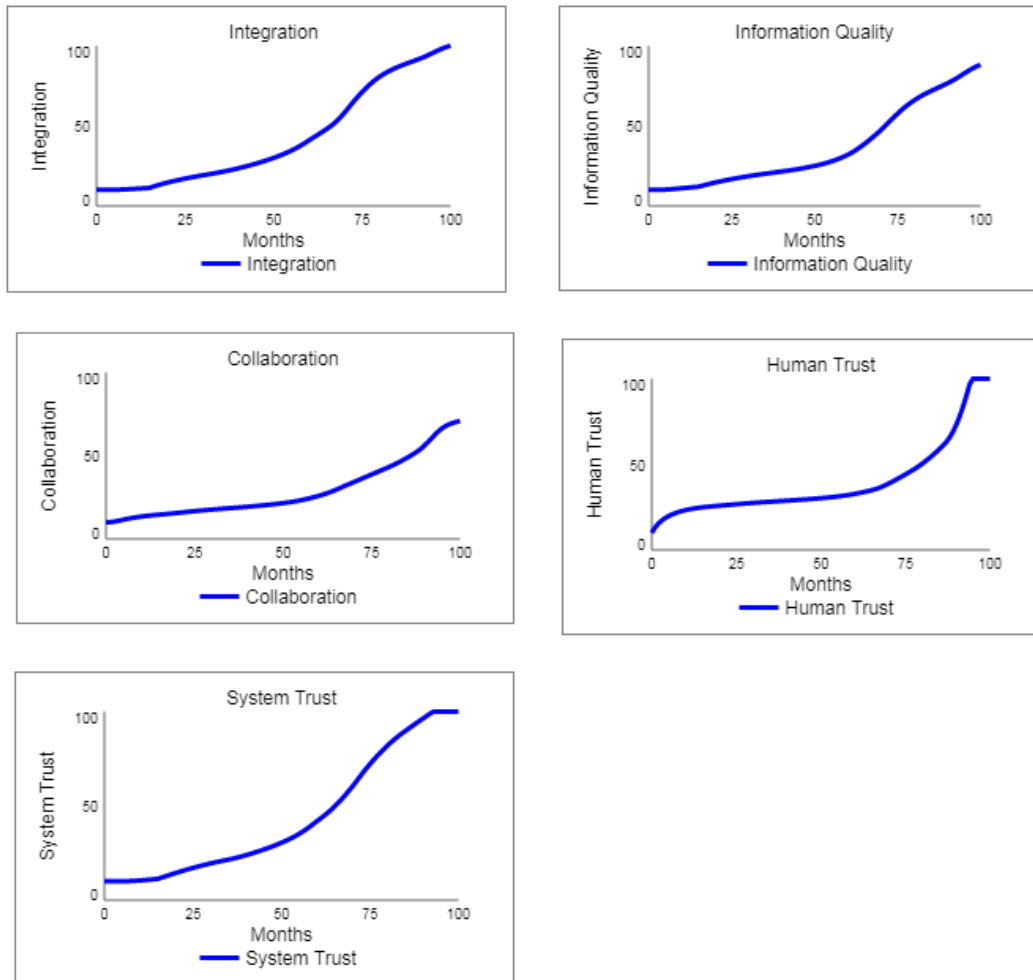 Integration
100
50
0
Integration
0 25 50 75 100
Months
Integration
Information Quality
100
50
0
Information Quality
0 25 50 75 100
Months
Information Quality
Collaboration
100
50
0
Collaboration
0 25 50 75 100
Months
Collaboration
Human Trust
100
50
0
Human Trust
0 25 50 75 100
Months
Human Trust
System Trust
100
50
0
System Trust
0 25 50 75 100
Months
System Trust